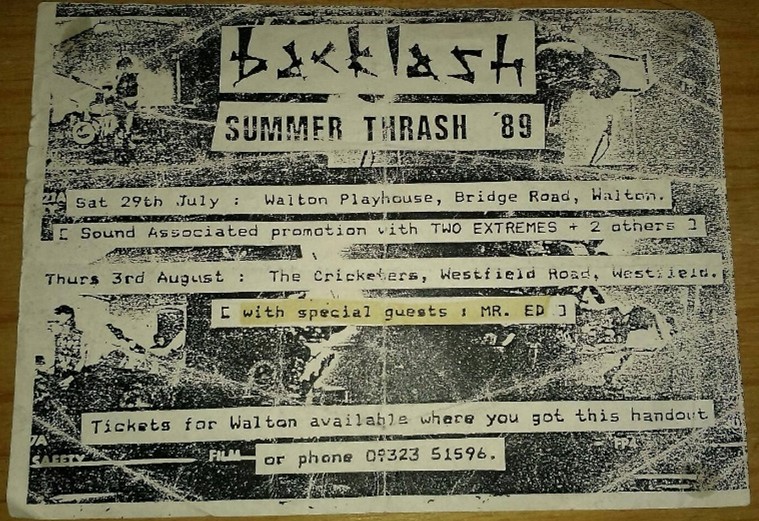 backlash
SUMMER THRASH '89
Sat 29th July : Walton Playhouse, Bridge Road, Walton.
[ Sound Associated promotion with TWO EXTREMES + 2 others ]
Thurs 3rd August : The Cricketers, Westfield Road, Westfield.
[ with special guests : MR. ED ]
Tickets for Walton available where you got this handout
SAFETY FILM
or phone 09323 51596.